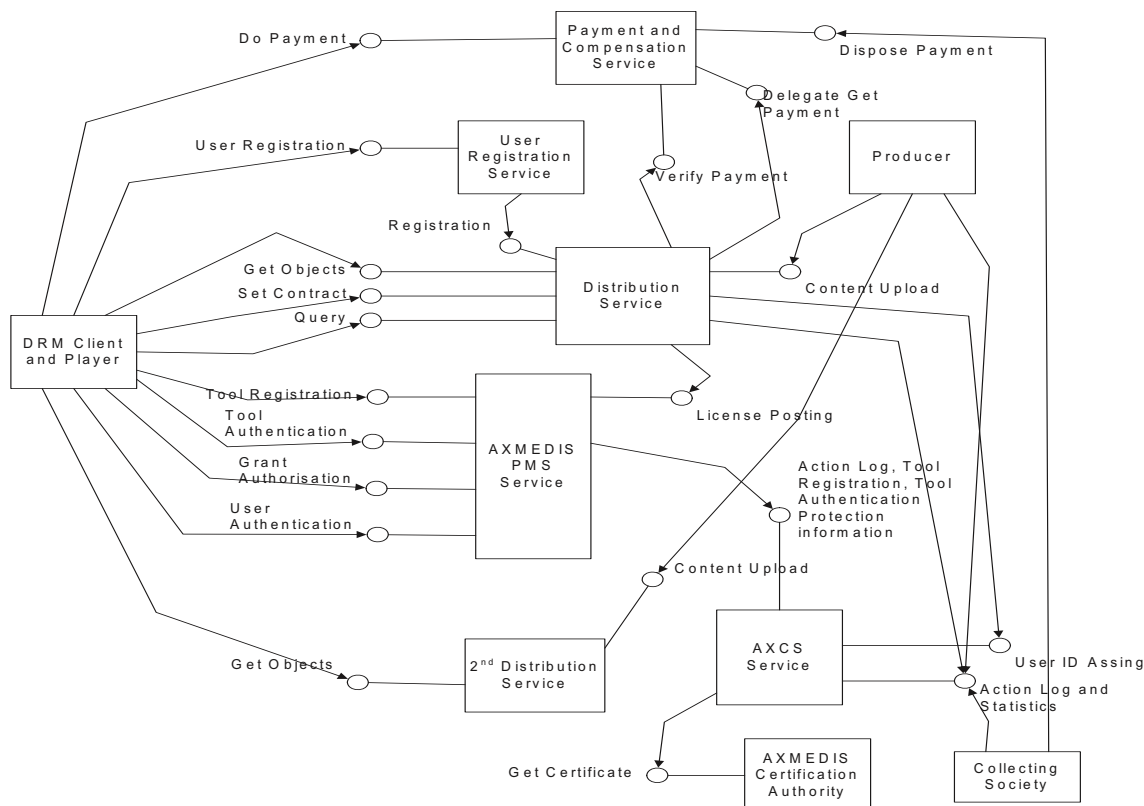 Do Payment
Payment and
Compensation
Service
Dispose Payment
Delegate Get
Payment
User Registration
User
Registration
Service
Verify Payment
Producer
Registration
Get Objects
Set Contract
Query
Distribution
Service
Content Upload
DRM Client
and Player
Tool Registration
Tool
Authentication
Grant
Authorisation
User
Authentication
AXMEDIS
PMS
Service
License Posting
Action Log, Tool
Registration, Tool
Authentication
Protection
information
Content Upload
Get Objects
2nd Distribution
Service
AXCS
Service
User ID Assing
Action Log and
Statistics
Get Certificate
AXMEDIS
Certification
Authority
Collecting
Society